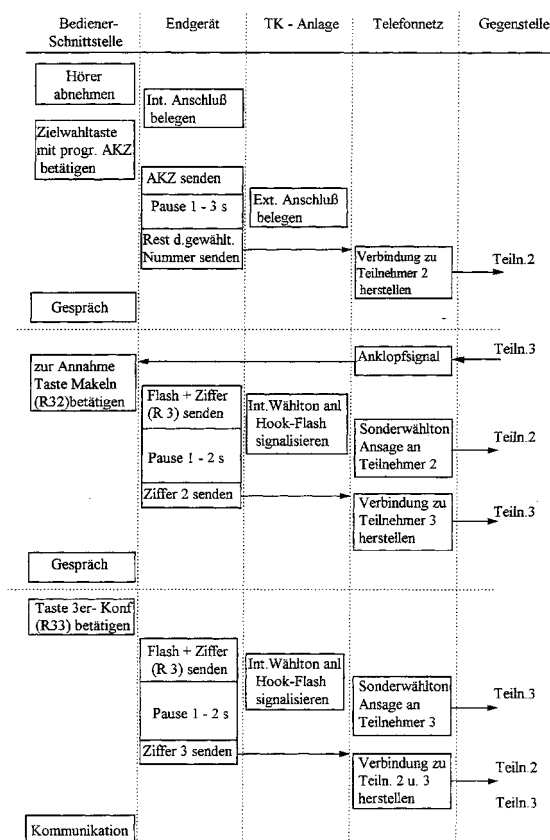 Bediener-
Schnittstelle
Endgerät
TK - Anlage
Telefonnetz
Gegenstelle
Hörer
abnehmen
Int. Anschluß
belegen
Zielwahltaste
mit progr. AKZ
betätigen
AKZ senden
Pause 1 - 3 s
Ext. Anschluß
belegen
Rest d.gewählt.
Nummer senden
Verbindung zu
Teilnehmer 2
herstellen
Teiln.2
Gespräch
Teiln.3
Anklopfsignal
zur Annahme
Taste Makeln
(R32)betätigen
Flash + Ziffer
(R 3) senden
Int.Wählton anl
Hook-Flash
signalisieren
Sonderwählton
Ansage an
Teilnehmer 2
Teiln.2
Pause 1 - 2 s
Ziffer 2 senden
Verbindung zu
Teilnehmer 3
herstellen
Teiln.3
Gespräch
Taste 3er- Konf
(R33) betätigen
Flash + Ziffer
(R 3) senden
Int.Wählton anl
Hook-Flash
signalisieren
Sonderwählton
Ansage an
Teilnehmer 3
Teiln.3
Pause 1 - 2 s
Ziffer 3 senden
Verbindung zu
Teiln. 2 u. 3
herstellen
Teiln.2
Teiln.3
Kommunikation